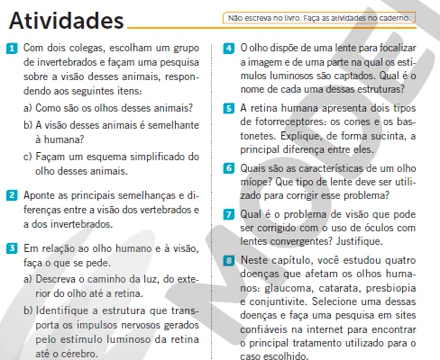 Atividades
Não escreva no livro. Faça as atividades no caderno.
1 Com dois colegas, escolham um grupo
de invertebrados e façam uma pesquisa
sobre a visão desses animais, respon-
dendo aos seguintes itens:
a) Como são os olhos desses animais?
b) A visão desses animais é semelhante
à humana?
c) Façam um esquema simplificado do
olho desses animais.
2 Aponte as principais semelhanças e di-
ferenças entre a visão dos vertebrados e
a dos invertebrados.
3 Em relação ao olho humano e à visão,
faça o que se pede.
a) Descreva o caminho da luz, do exte-
rior do olho até a retina.
b) Identifique a estrutura que trans-
porta os impulsos nervosos gerados
pelo estímulo luminoso da retina
até o cérebro.
4 O olho dispõe de uma lente para focalizar
a imagem e de uma parte na qual os estí-
mulos luminosos são captados. Qual é o
nome de cada uma dessas estruturas?
5 A retina humana apresenta dois tipos
de fotorreceptores: os cones e os bas-
tonetes. Explique, de forma sucinta, a
principal diferença entre eles.
6 Quais são as características de um olho
míope? Que tipo de lente deve ser utili-
zado para corrigir esse problema?
7 Qual é o problema de visão que pode
ser corrigido com o uso de óculos com
lentes convergentes? Justifique.
8 Neste capítulo, você estudou quatro
doenças que afetam os olhos huma-
nos: glaucoma, catarata, presbiopia
e conjuntivite. Selecione uma dessas
doenças e faça uma pesquisa em sites
confiáveis na internet para encontrar
o principal tratamento utilizado para o
caso escolhido.
MODE